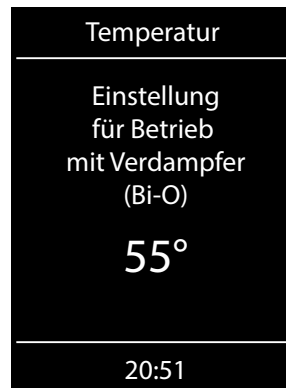 Temperatur
Einstellung
für Betrieb
mit Verdampfer
(Bi-O)
55°
20:51